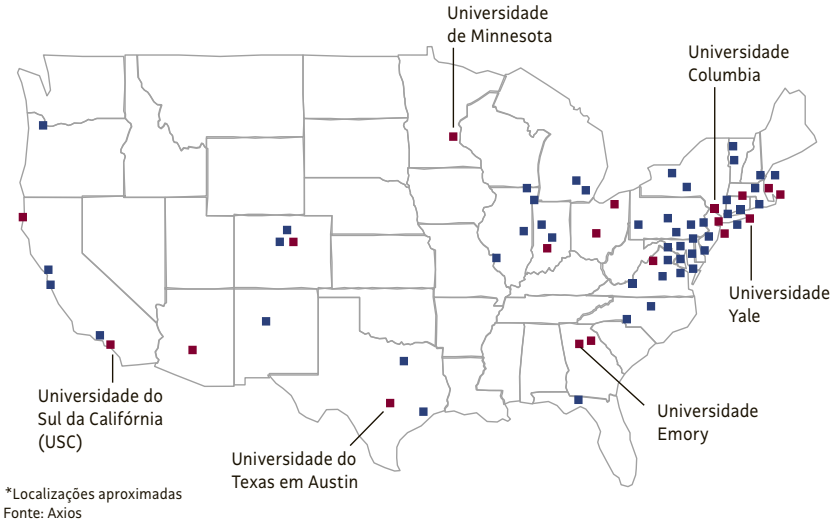 Universidade
de Minnesota
Universidade
Columbia
Universidade
Yale
Universidade do
Sul da Califórnia
(USC)
Universidade do
Texas em Austin
Universidade
Emory
*Localizações aproximadas
Fonte: Axios